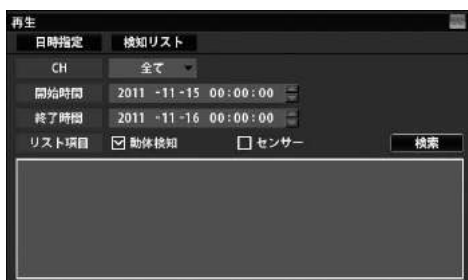 再生
日時指定 検知リスト
CH 全て
開始時間 2011 -11-15 00:00:00
終了時間 2011 -11-16 00:00:00
リスト項目 動体検知 センサー 検索